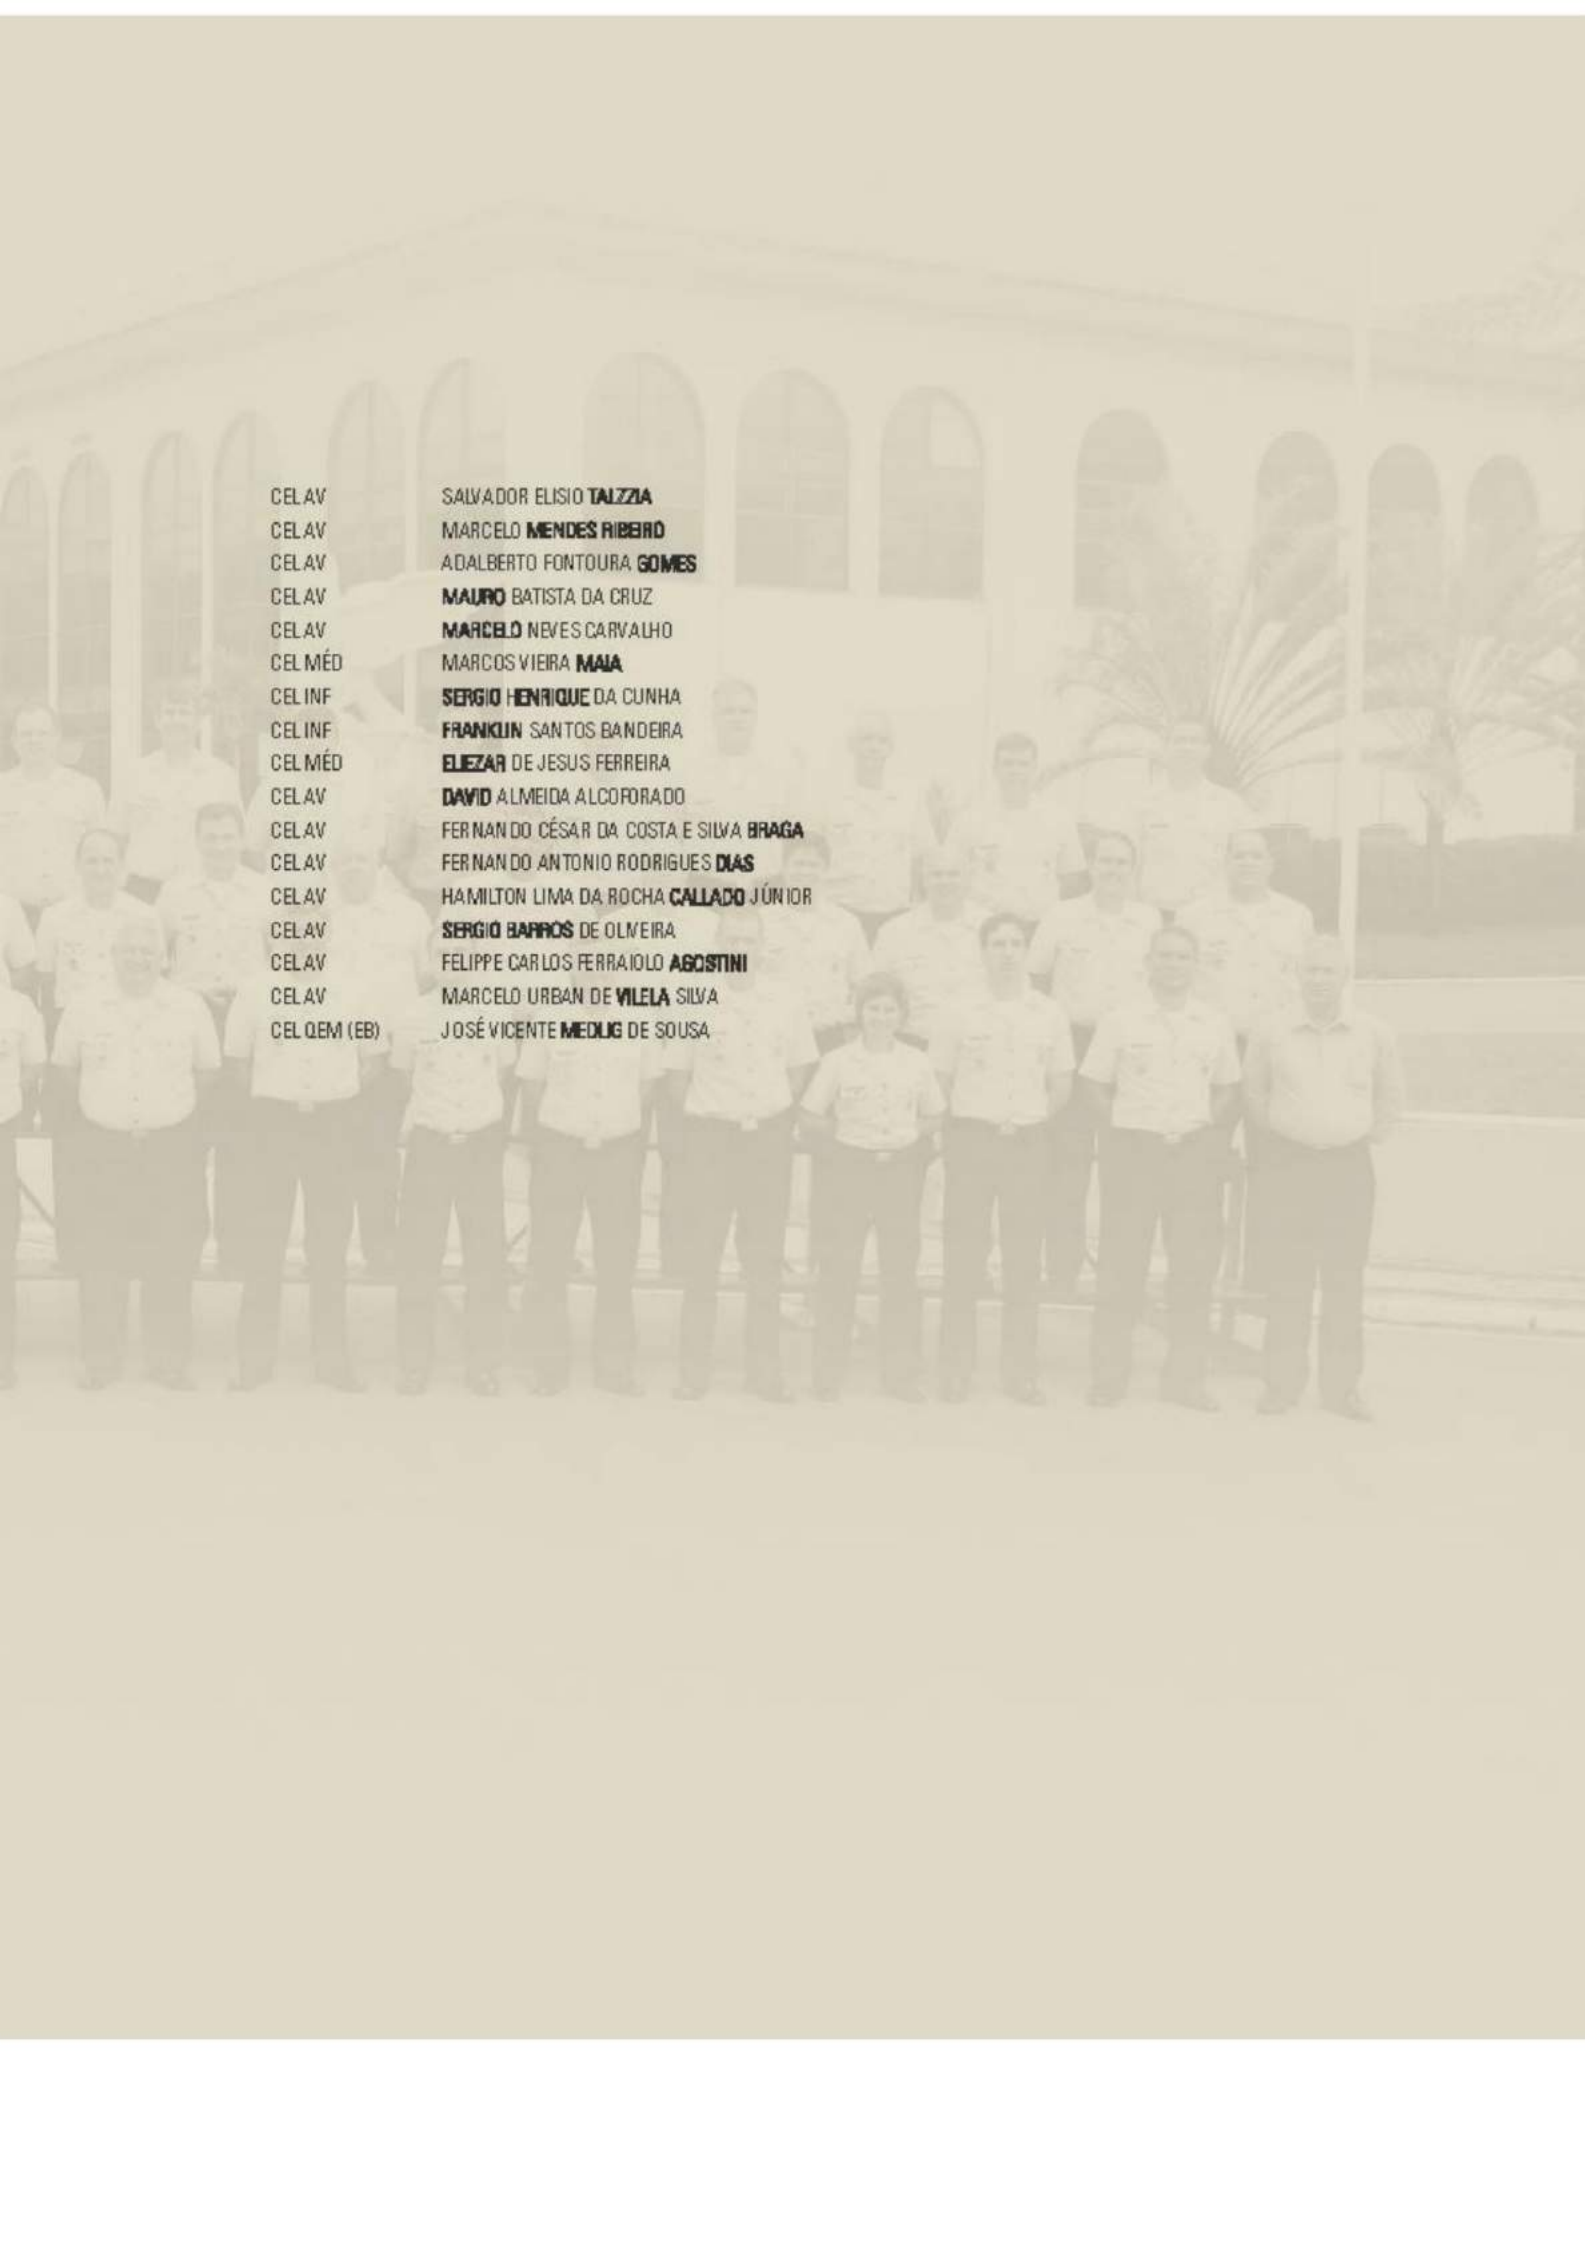 CEL AV SALVADOR ELISIO TALZZIA
CEL AV MARCELO MENDES RIBEIRO
CEL AV ADALBERTO FONTOURA GOMES
CEL AV MAURO BATISTA DA CRUZ
CEL AV MARCELO NEVES CARVALHO
CEL MÉD MARCOS VIEIRA MAIA
CEL INF SERGIO HENRIQUE DA CUNHA
CEL INF FRANKLIN SANTOS BANDEIRA
CEL MÉD ELIEZAR DE JESUS FERREIRA
CEL AV DAVID ALMEIDA ALCOFORADO
CEL AV FERNANDO CÉSAR DA COSTA E SILVA BRAGA
CEL AV FERNANDO ANTONIO RODRIGUES DIAS
CEL AV HAMILTON LIMA DA ROCHA CALLADO JÚNIOR
CEL AV SERGIO BARROS DE OLIVEIRA
CEL AV FELIPPE CARLOS FERRAIOLO AGOSTINI
CEL AV MARCELO URBAN DE VILELA SILVA
CEL QEM (EB) JOSÉ VICENTE MEDLIG DE SOUSA